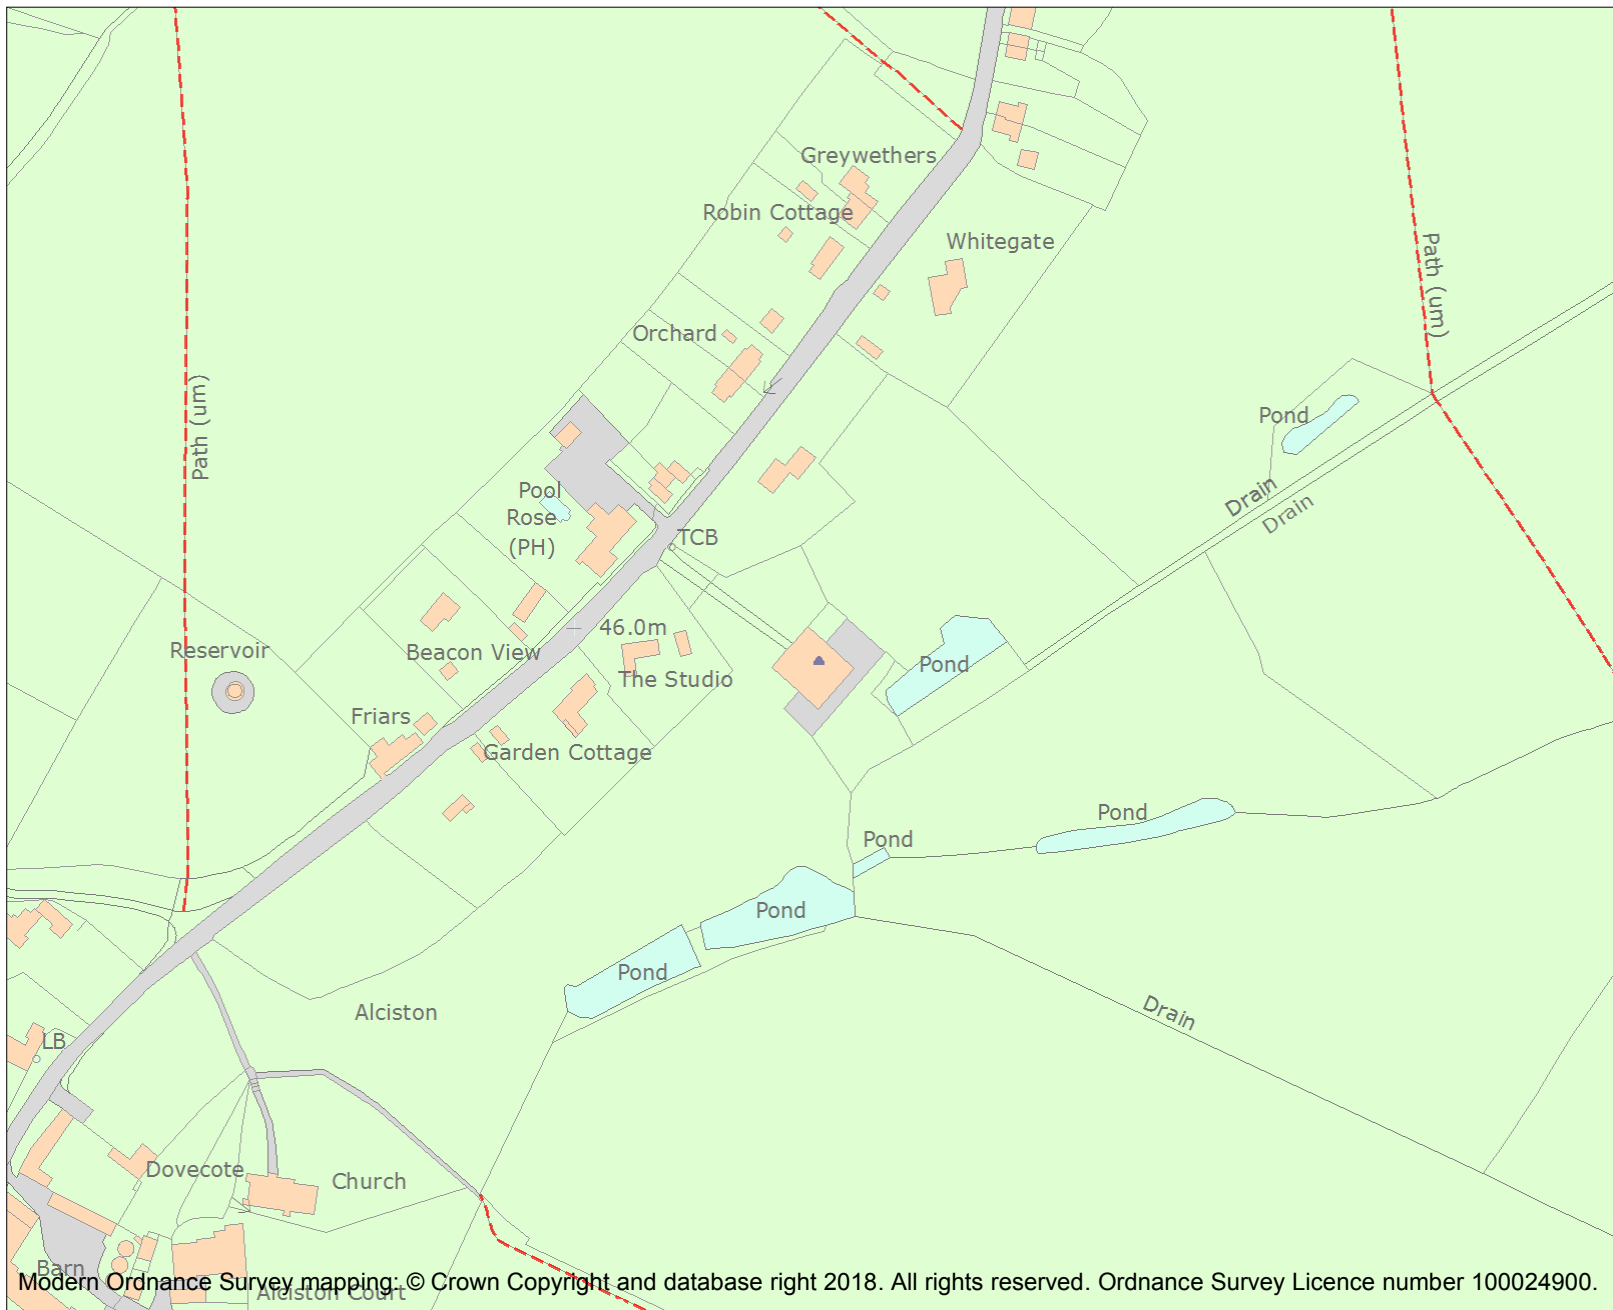 Greywethers
Robin Cottage
Whitegate
Path (um)
Orchard
Path (um)
Pond
Pool
Rose
(PH)
TCB
Drain
Drain
46.0m
Reservoir
Beacon View
The Studio
Pond
Friars
Garden Cottage
Pond
Pond
Pond
Pond
Alciston
Drain
LB
Dovecote
Church
Barn
Alciston Court
Modern Ordnance Survey mapping: © Crown Copyright and database right 2018. All rights reserved. Ordnance Survey Licence number 100024900.